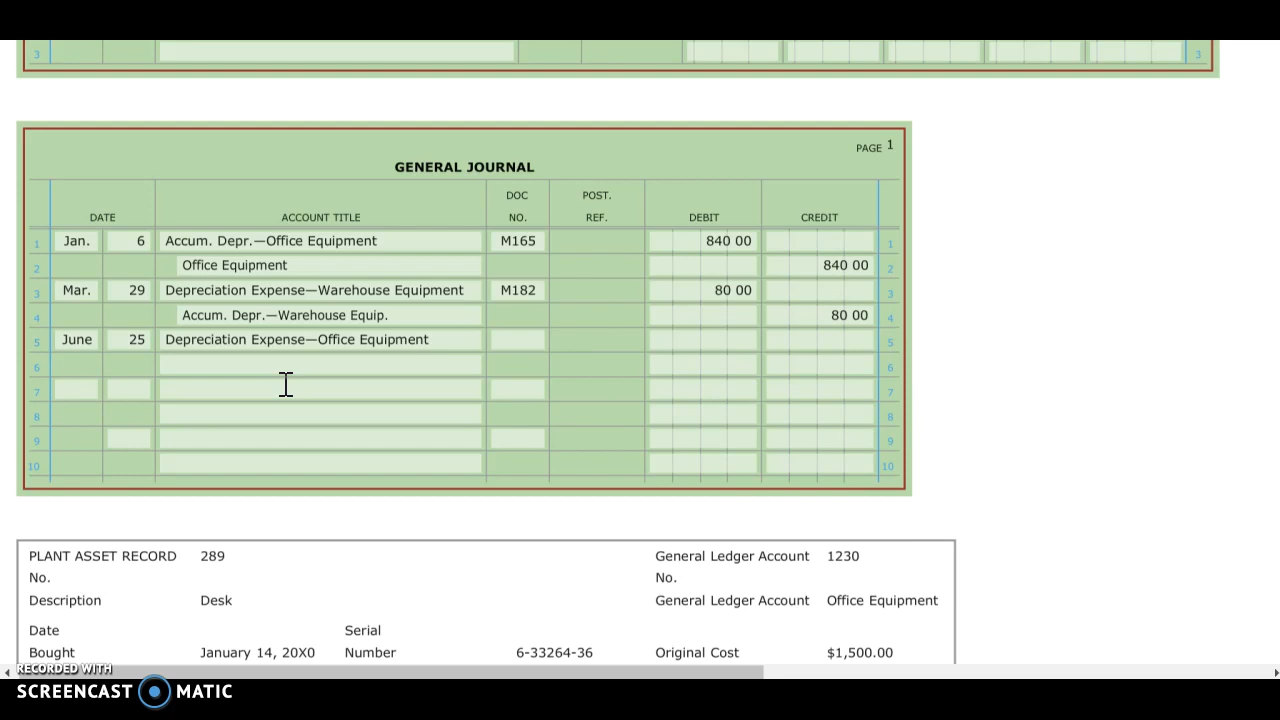 3 3
PAGE 1
GENERAL JOURNAL
DOC POST.
DATE ACCOUNT TITLE NO. REF. DEBIT CREDIT
1 Jan. 6 Accum. Depr.—Office Equipment M165 840 00 1
2 Office Equipment 840 00 2
3 Mar. 29 Depreciation Expense—Warehouse Equipment M182 80 00 3
4 Accum. Depr.—Warehouse Equip. 80 00 4
5 June 25 Depreciation Expense—Office Equipment 5
6 6
7 7
8 8
9 9
10 10
PLANT ASSET RECORD 289 General Ledger Account 1230
No. No.
Description Desk General Ledger Account Office Equipment
Date Serial
Bought January 14, 20X0 Number 6-33264-36 Original Cost $1,500.00
RECORDED WITH
SCREENCAST MATIC